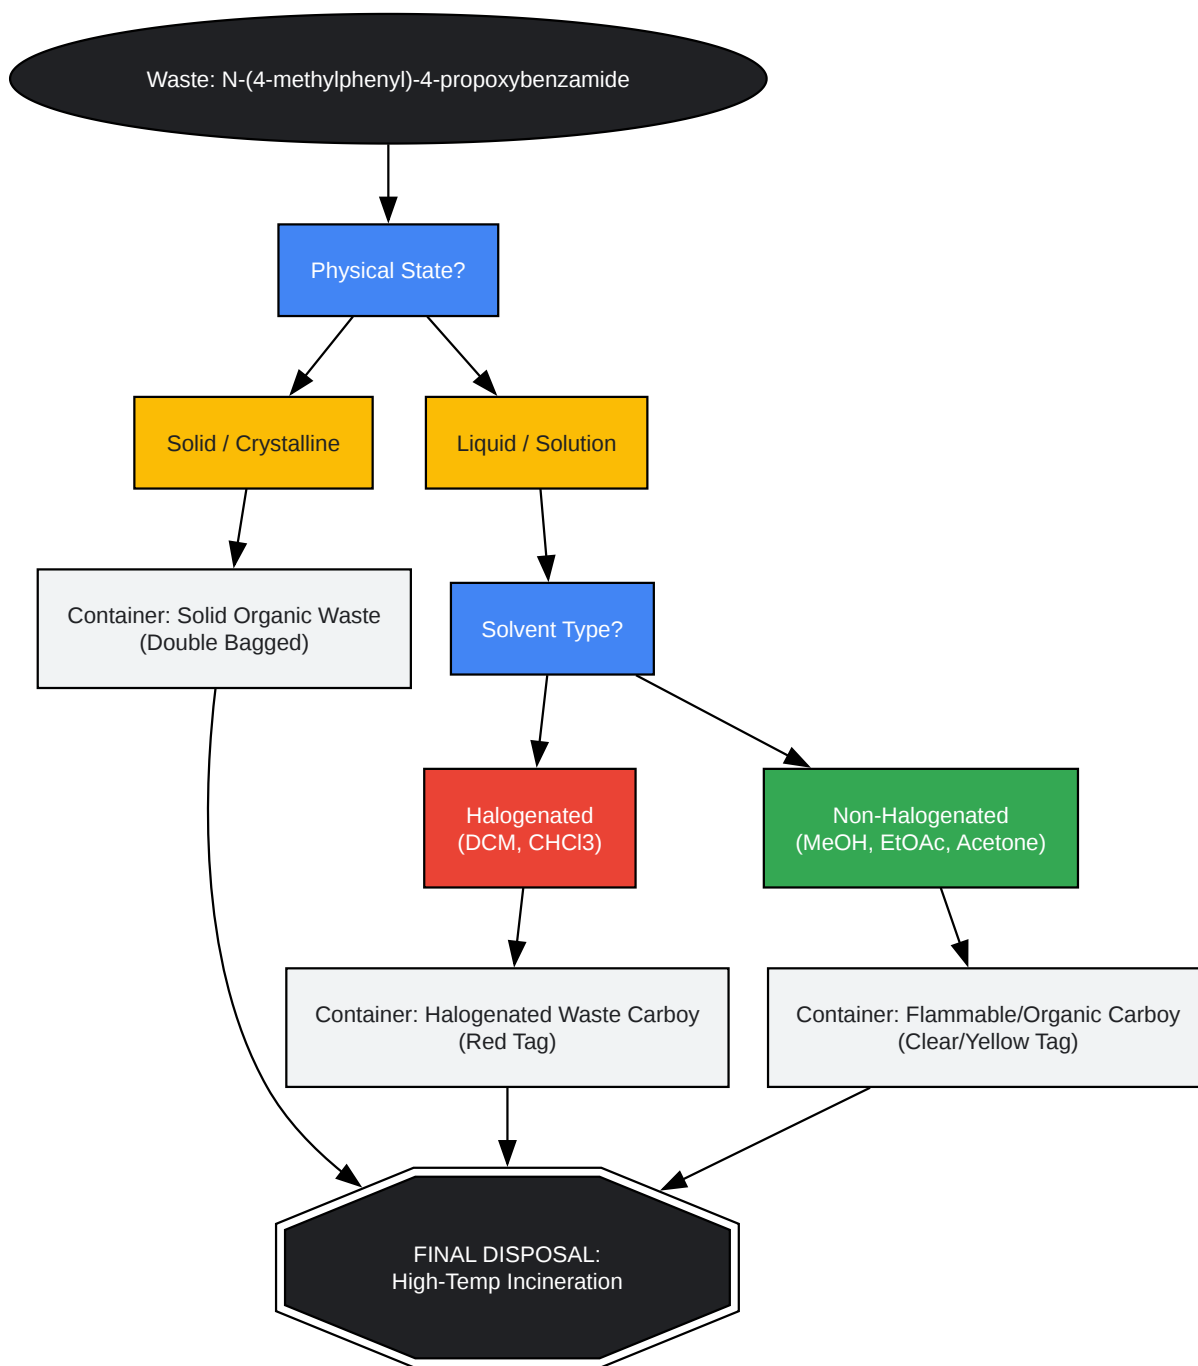 Waste: N-(4-methylphenyl)-4-propoxybenzamide
Physical State?
Solid / Crystalline
Liquid / Solution
Container: Solid Organic Waste
(Double Bagged)
Solvent Type?
Halogenated
(DCM, CHCl3)
Non-Halogenated
(MeOH, EtOAc, Acetone)
Container: Halogenated Waste Carboy
(Red Tag)
Container: Flammable/Organic Carboy
(Clear/Yellow Tag)
FINAL DISPOSAL:
High-Temp Incineration